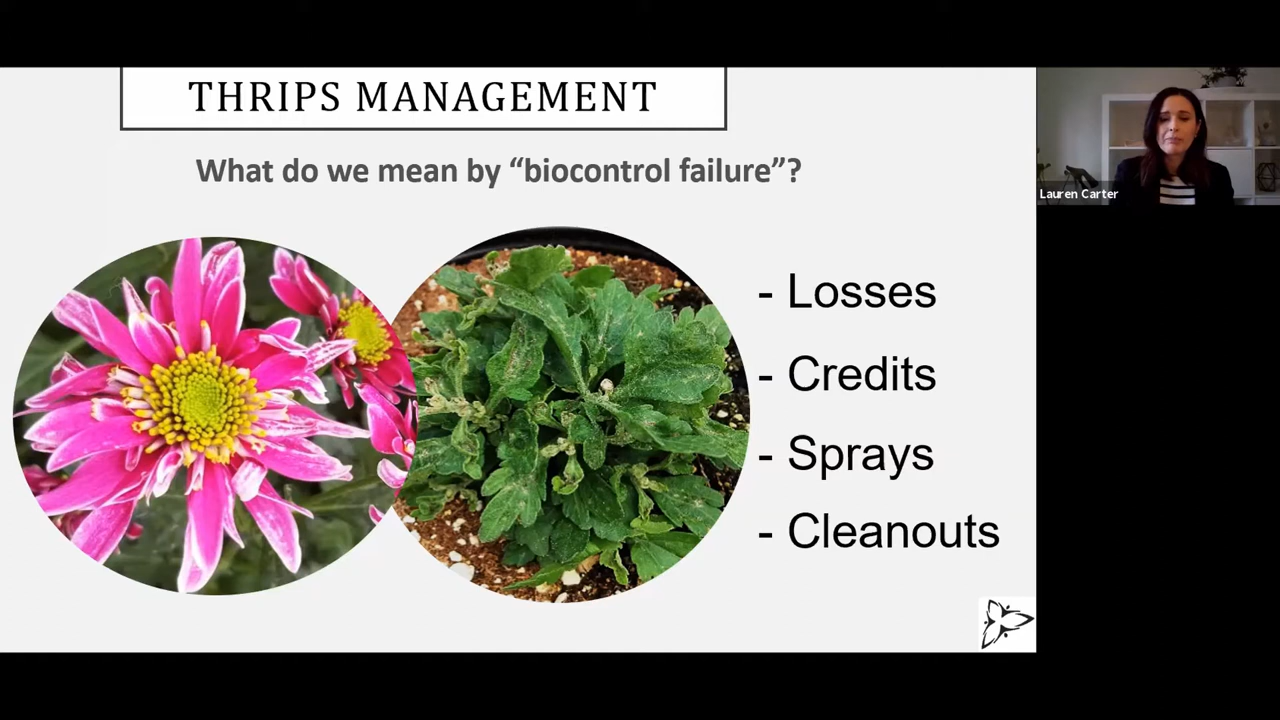 THRIPS MANAGEMENT
What do we mean by “biocontrol failure”?
- Losses
- Credits
- Sprays
- Cleanouts
Lauren Carter